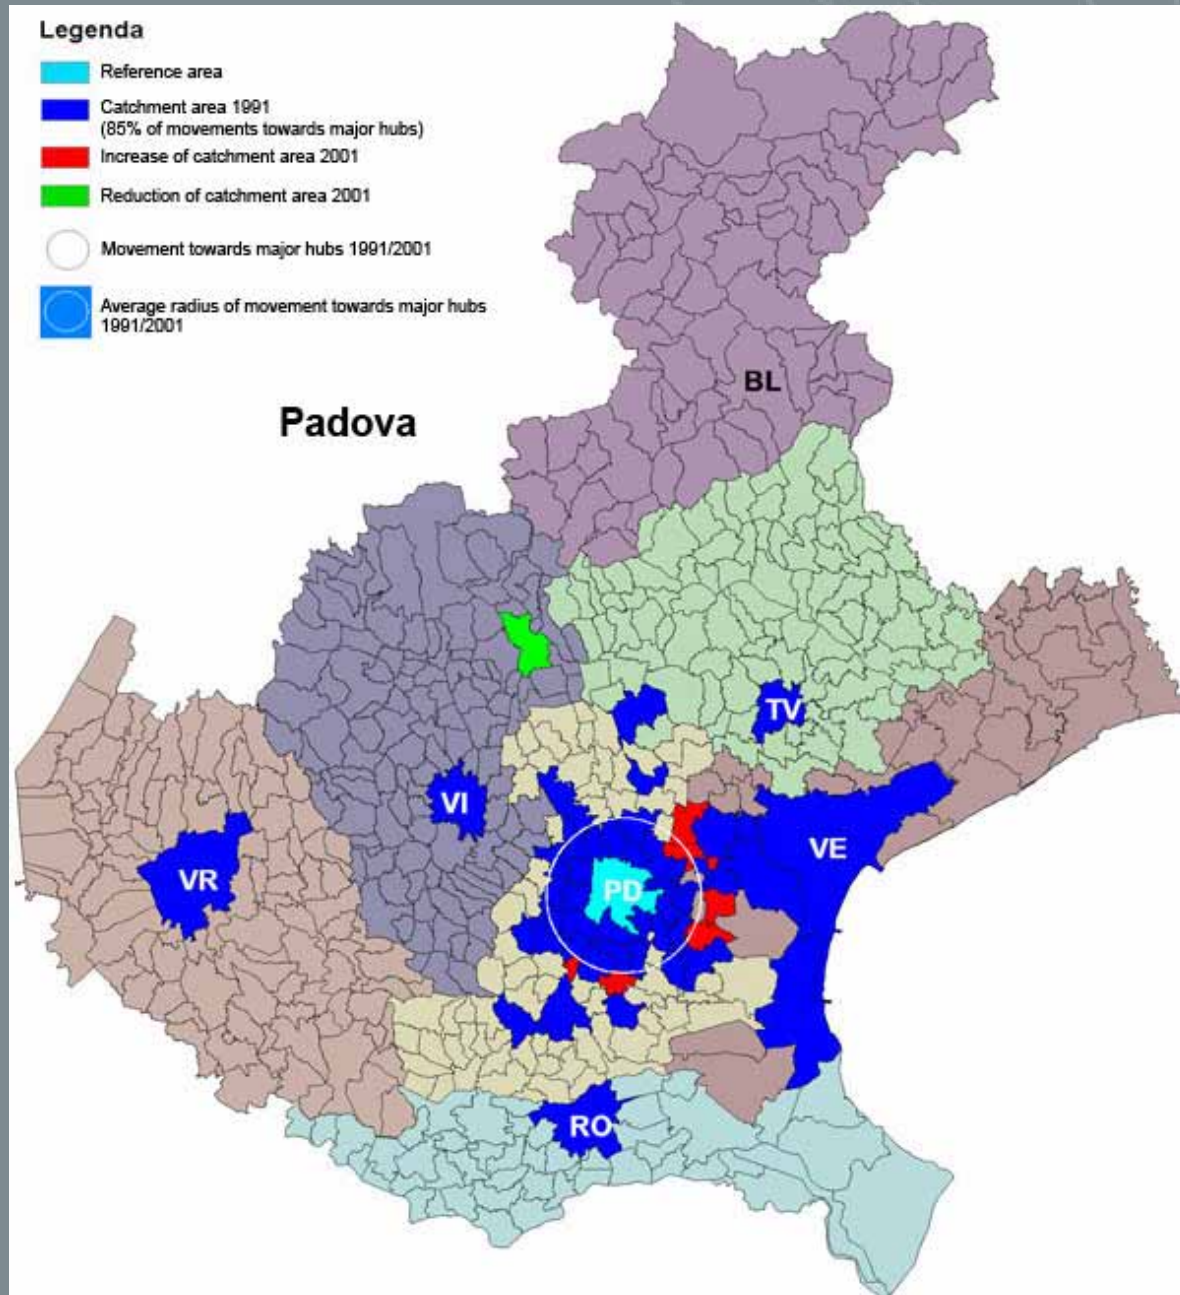 Legenda
Reference area
Catchment area 1991
(85% of movements towards major hubs)
Increase of catchment area 2001
Reduction of catchment area 2001
Movement towards major hubs 1991/2001
Average radius of movement towards major hubs
1991/2001
BL
Padova
TV
VI
VE
VR
PD
RO